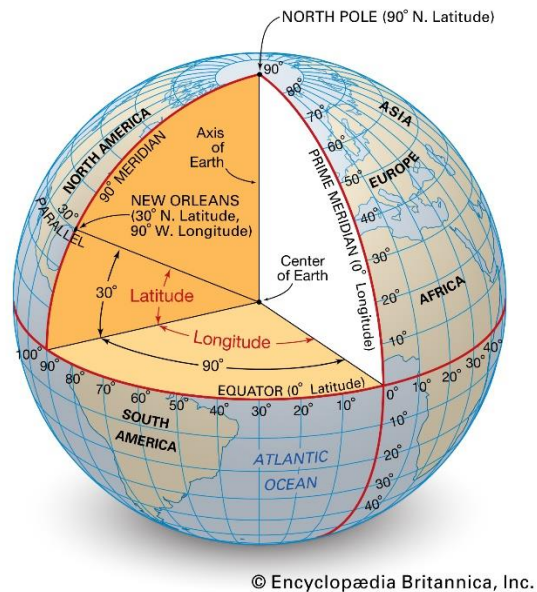 NORTH POLE (90° N. Latitude)
90°
80°
70°
60°
50°
40°
30°
20°
10°
0°
ASIA
EUROPE
AFRICA
NORTH AMERICA
90° MERIDIAN
Axis
of
Earth
PRIME MERIDIAN (0° Longitude)
30°
PARALLEL
NEW ORLEANS
(30° N. Latitude,
90° W. Longitude)
Center
of Earth
30°
Latitude
Longitude
90°
EQUATOR (0° Latitude)
100°
90°
80°
70°
60°
50°
40°
30°
20°
10°
10°
20°
30°
40°
10°
20°
30°
40°
SOUTH
AMERICA
ATLANTIC
OCEAN
© Encyclopædia Britannica, Inc.